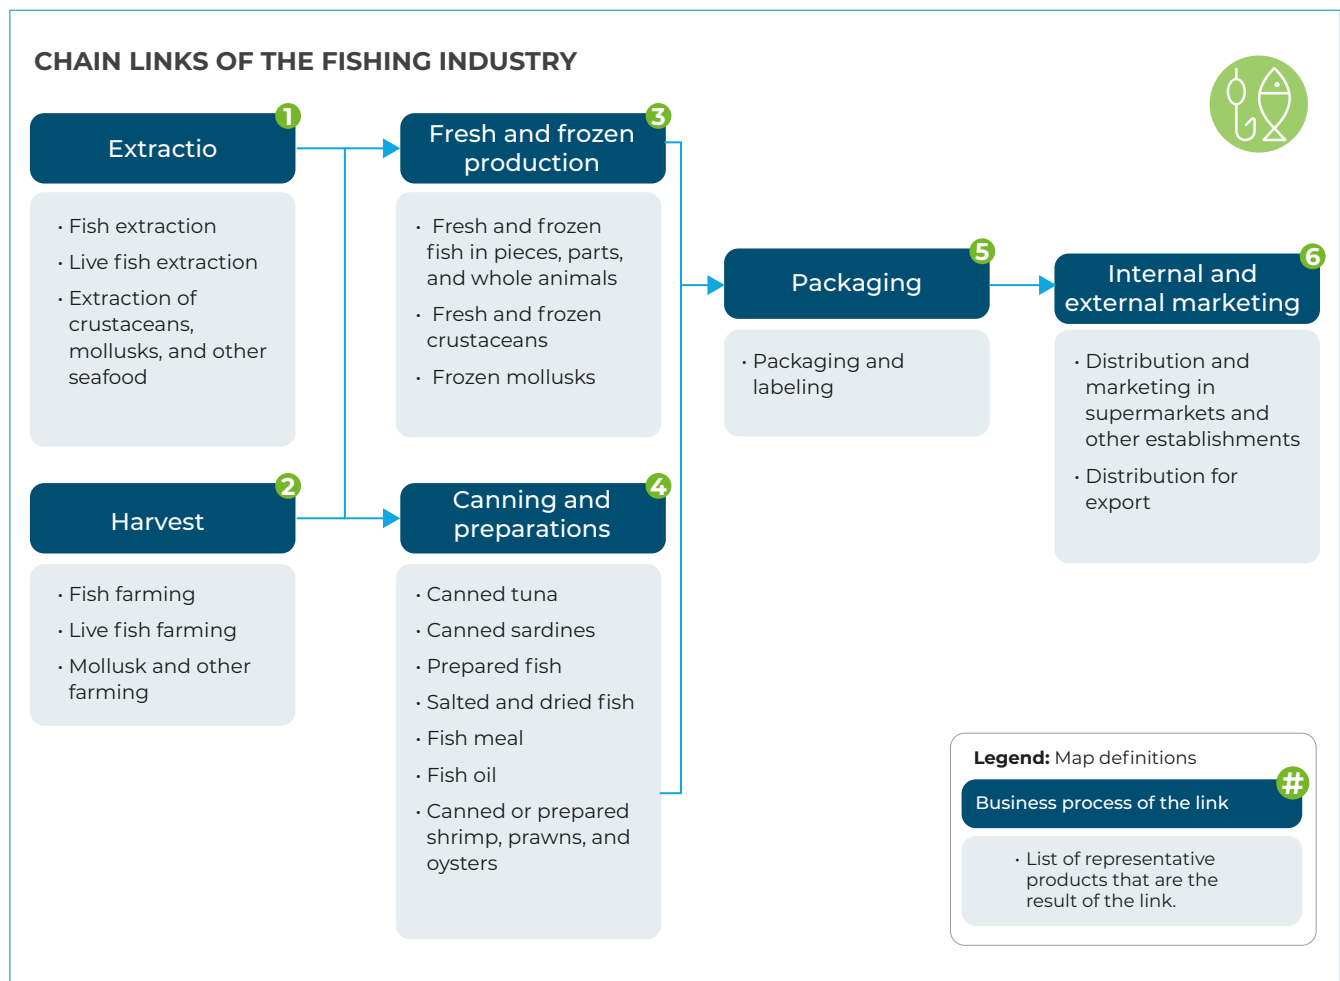 CHAIN LINKS OF THE FISHING INDUSTRY
1
Extractio
· Fish extraction
· Live fish extraction
· Extraction of
crustaceans,
mollusks, and other
seafood
2
Harvest
· Fish farming
· Live fish farming
· Mollusk and other
farming
3
Fresh and frozen
production
· Fresh and frozen
fish in pieces, parts,
and whole animals
· Fresh and frozen
crustaceans
· Frozen mollusks
4
Canning and
preparations
· Canned tuna
· Canned sardines
· Prepared fish
· Salted and dried fish
· Fish meal
· Fish oil
· Canned or prepared
shrimp, prawns, and
oysters
5
Packaging
· Packaging and
labeling
6
Internal and
external marketing
· Distribution and
marketing in
supermarkets and
other establishments
· Distribution for
export
Legend: Map definitions
#
Business process of the link
· List of representative
products that are the
result of the link.